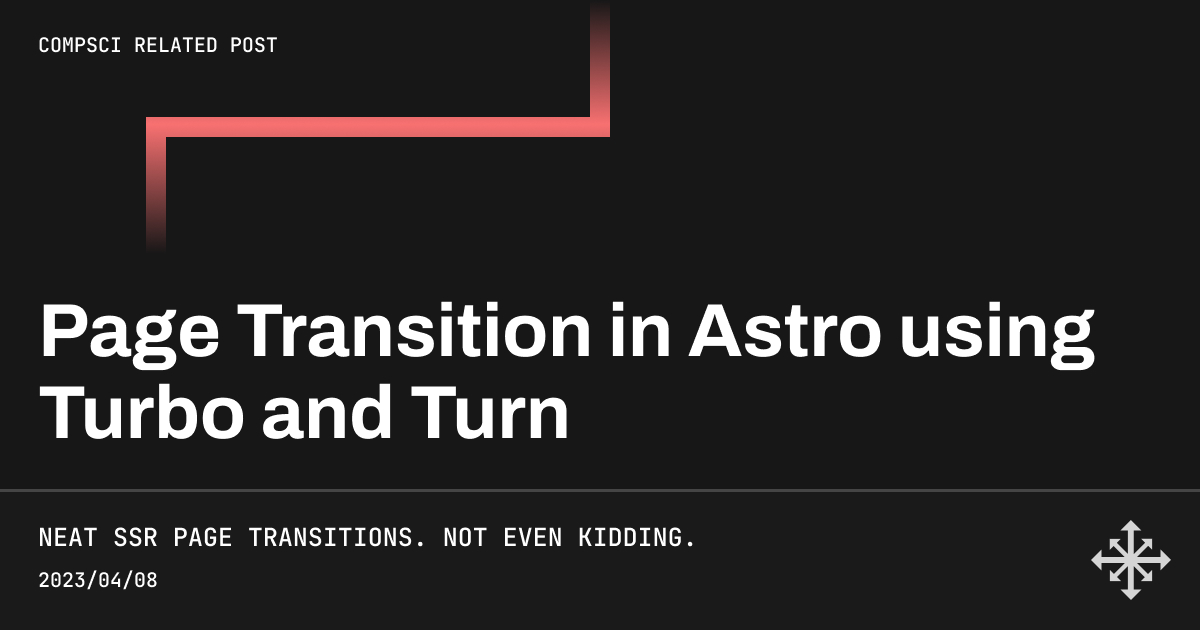 COMPSCI RELATED POST
Page Transition in Astro using
Turbo and Turn
NEAT SSR PAGE TRANSITIONS. NOT EVEN KIDDING.
2023/04/08